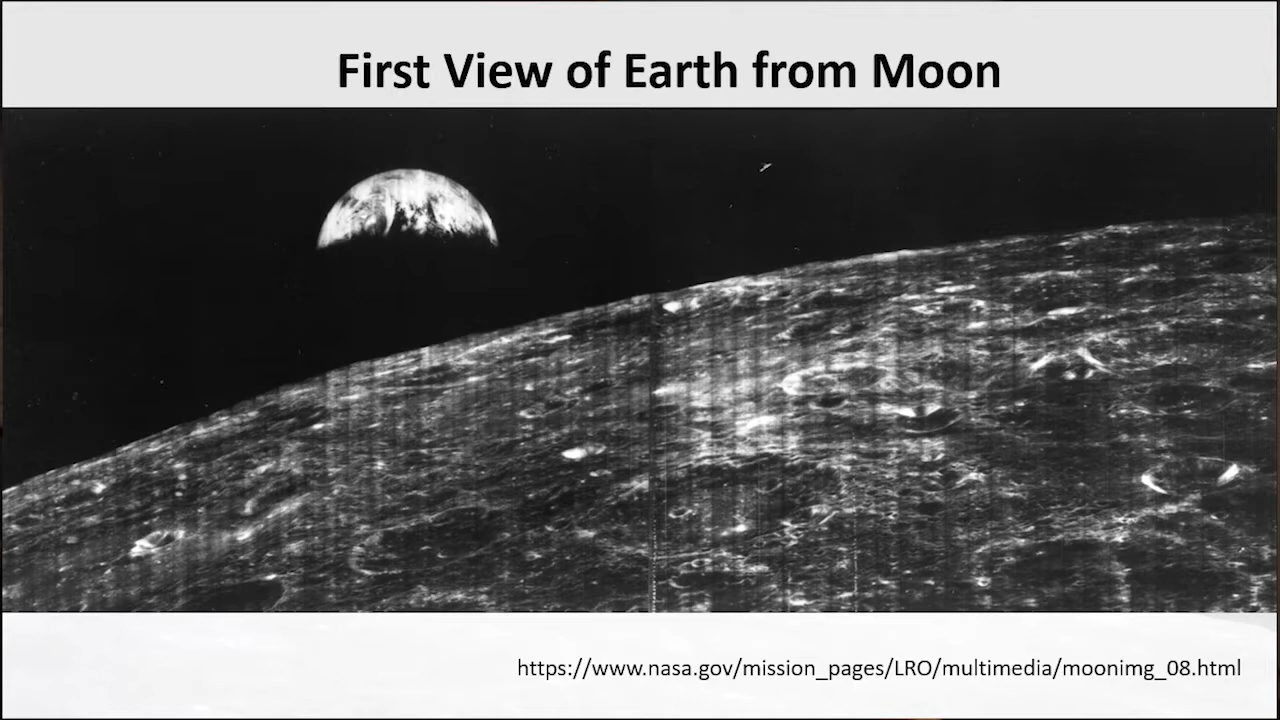 First View of Earth from Moon
https://www.nasa.gov/mission_pages/LRO/multimedia/moonimg_08.html